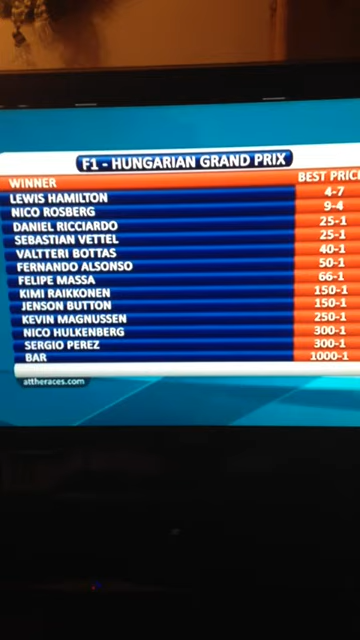 F1 - HUNGARIAN GRAND PRIX
WINNER BEST PRICE
LEWIS HAMILTON 4-7
NICO ROSBERG 9-4
DANIEL RICCIARDO 25-1
SEBASTIAN VETTEL 25-1
VALTTERI BOTTAS 40-1
FERNANDO ALSONSO 50-1
FELIPE MASSA 66-1
KIMI RAIKKONEN 150-1
JENSON BUTTON 150-1
KEVIN MAGNUSSEN 250-1
NICO HULKENBERG 300-1
SERGIO PEREZ 300-1
BAR 1000-1
attheraces.com